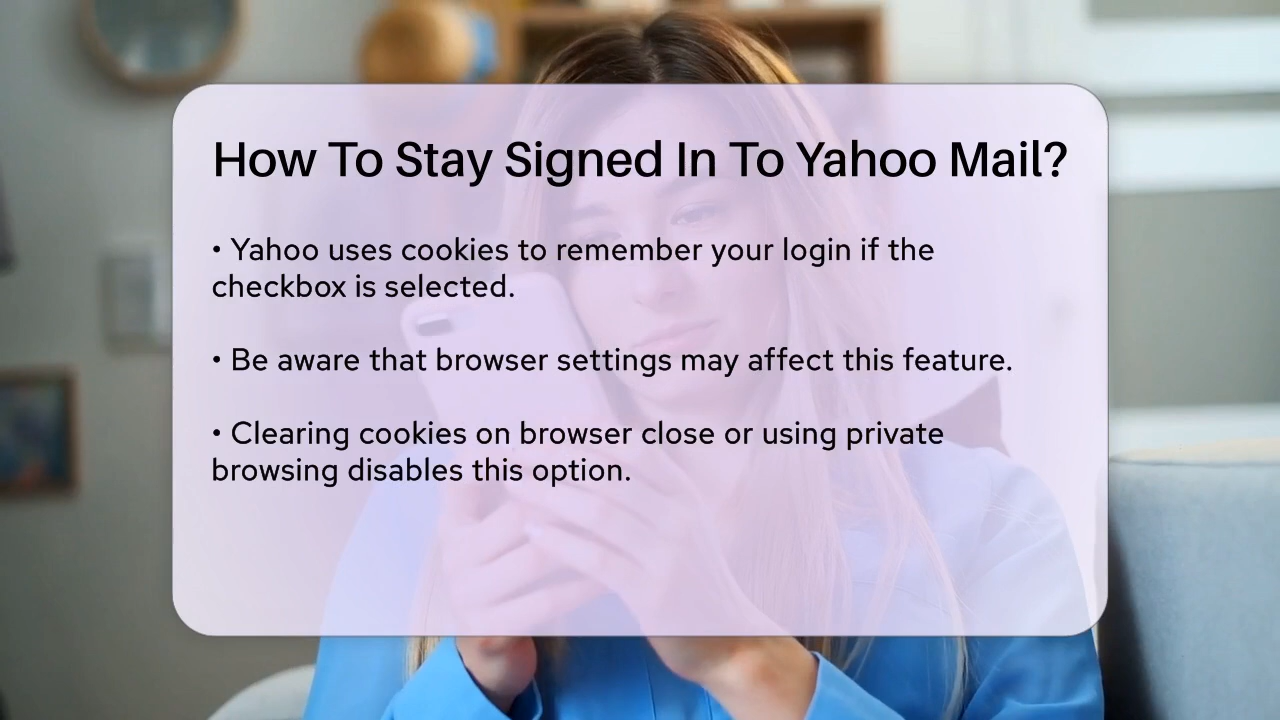 How To Stay Signed In To Yahoo Mail?
• Yahoo uses cookies to remember your login if the
checkbox is selected.
• Be aware that browser settings may affect this feature.
• Clearing cookies on browser close or using private
browsing disables this option.